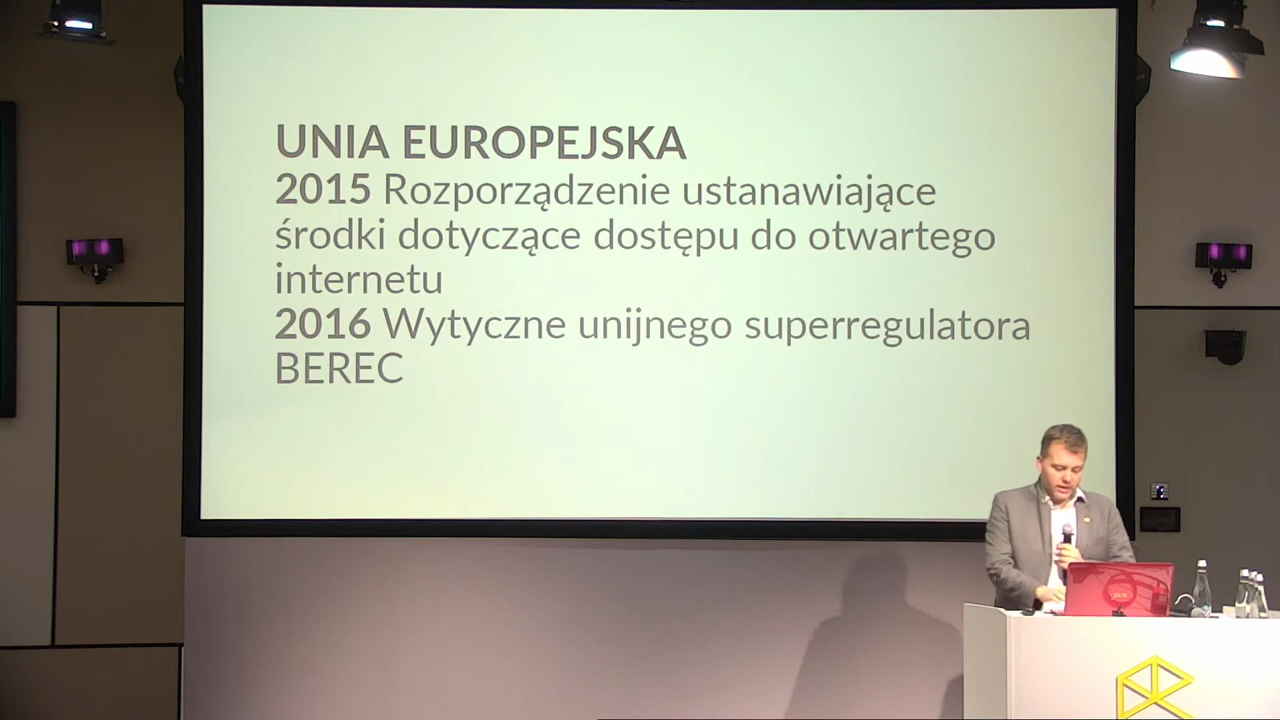 UNIA EUROPEJSKA
2015 Rozporządzenie ustanawiające
środki dotyczące dostępu do otwartego
internetu
2016 Wytyczne unijnego superregulatora
BEREC